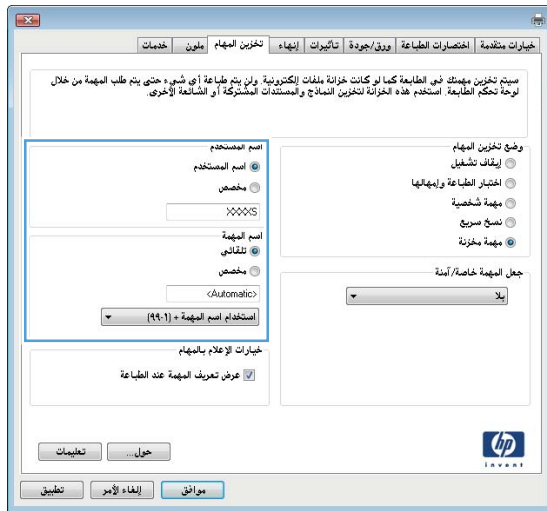 خيارات متقدمة
اختصارات الطباعة
ورق/جودة
تأثيرات
إنهاء
تخزين المهام
ملون
خدمات
سيتم تخزين مهمتك في الطابعة كما لو كانت خزانة ملفات إلكترونية. ولن يتم طباعة أي شيء حتى يتم طلب المهمة من خلال
لوحة تحكم الطابعة. استخدم هذه الخزانة لتخزين النماذج والمستندات المشتركة أو الشائعة الأخرى.
وضع تخزين المهام
إيقاف تشغيل
اختبار الطباعة وإمهالها
مهمة شخصية
نسخ سريع
مهمة مخزنة
جعل المهمة خاصة/آمنة
بلا
اسم المستخدم
اسم المستخدم
مخصص
XXXXS
اسم المهمة
تلقائي
مخصص
<Automatic>
استخدام اسم المهمة + (1-99)
خيارات الإعلام بالمهام
عرض تعريف المهمة عند الطباعة
hp
invent
حول...
تعليمات
موافق
إلغاء الأمر
تطبيق